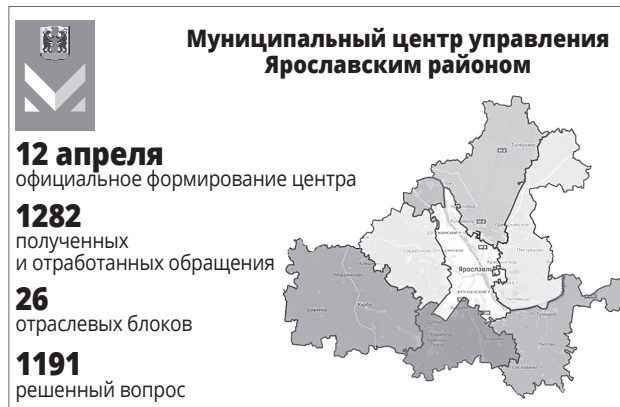 Муниципальный центр управления
Ярославским районом
12 апреля
официальное формирование центра
1282
полученных
и отработанных обращения
26
отраслевых блоков
1191
решенный вопрос
Ярославль